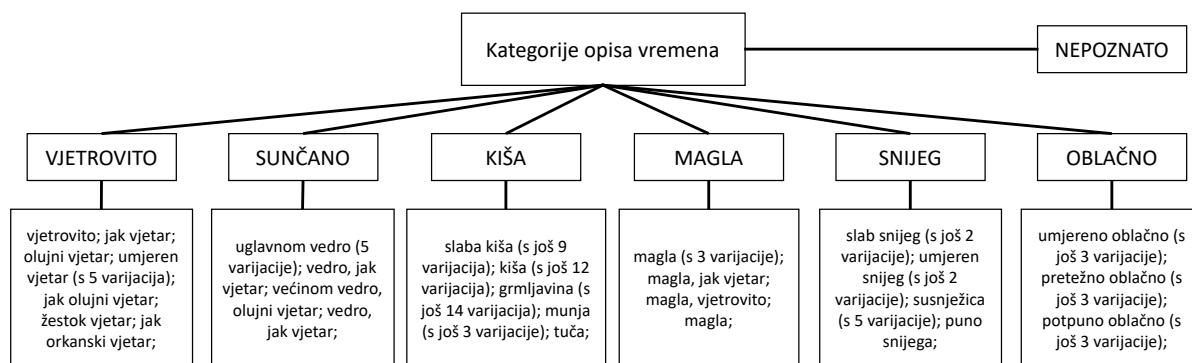 Kategorije opisa vremena
NEPOZNATO
VJETROVITO
SUNČANO
KIŠA
MAGLA
SNIJEG
OBLAČNO
vjetrovito; jak vjetar;
olujni vjetar; umjeren
vjetar (s 5 varijacija);
jak olujni vjetar;
žestok vjetar; jak
orkanski vjetar;
uglavnom vedro (5
varijacije); vedro, jak
vjetar; većinom vedro,
olujni vjetar; vedro,
jak vjetar;
slaba kiša (s još 9
varijacija); kiša (s još 12
varijacija); grmljavina (s
još 14 varijacija); munja
(s još 3 varijacije); tuča;
magla (s 3 varijacije);
magla, jak vjetar;
magla, vjetrovito;
magla;
slab snijeg (s još 2
varijacije); umjeren
snijeg (s još 2
varijacije); susnježica
(s 5 varijacije); puno
snijega;
umjereno oblačno (s
još 3 varijacije);
pretežno oblačno (s
još 3 varijacije);
potpuno oblačno (s
još 3 varijacije);